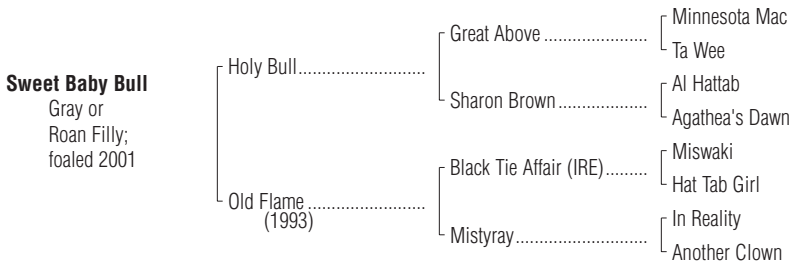 Sweet Baby Bull
Gray or
Roan Filly;
foaled 2001
Holy Bull...........................
Old Flame .........................
(1993)
Great Above ......................
Sharon Brown...................
Black Tie Affair (IRE).........
Mistyray............................
Minnesota Mac
Ta Wee
Al Hattab
Agathea's Dawn
Miswaki
Hat Tab Girl
In Reality
Another Clown